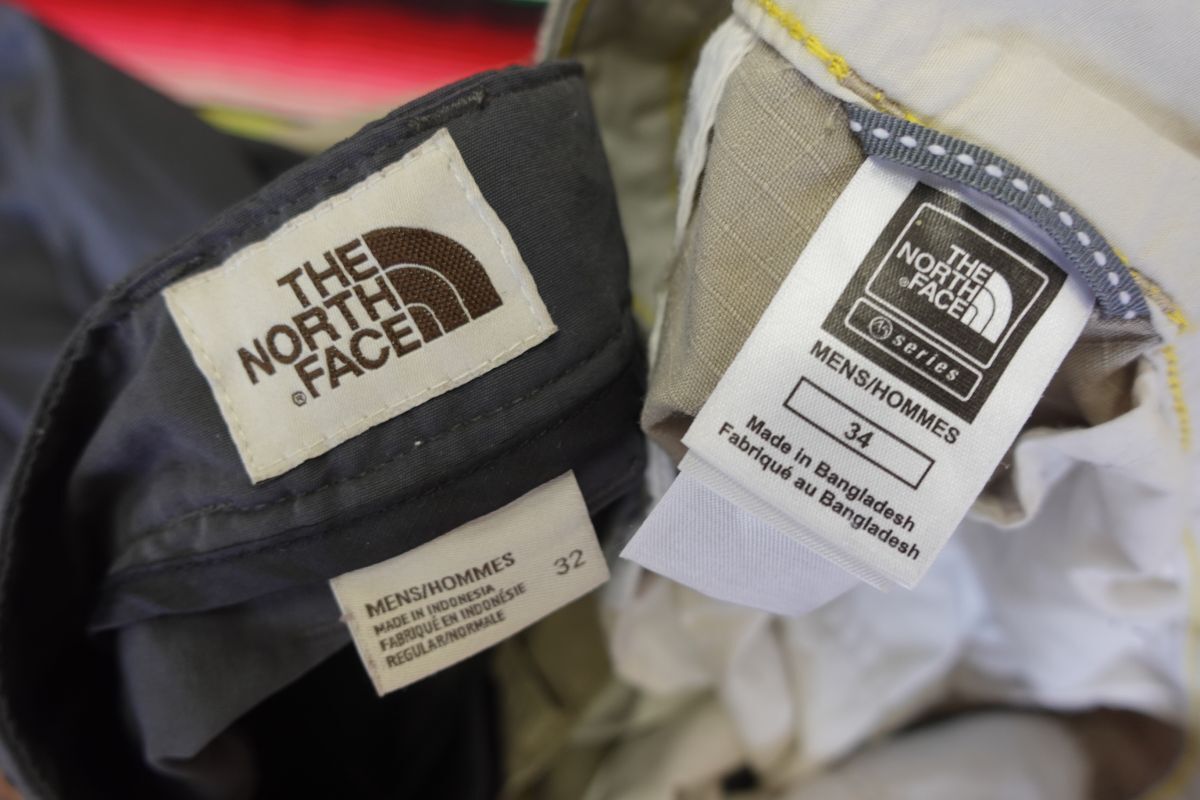 THE
NORTH
FACE
®
MENS/HOMMES 32
MADE IN INDONESIA
FABRIQUÉ EN INDONÉSIE
REGULAR/NORMALE
THE
NORTH
FACE
®
A5 series
MENS/HOMMES
34
Made in Bangladesh
Fabriqué au Bangladesh